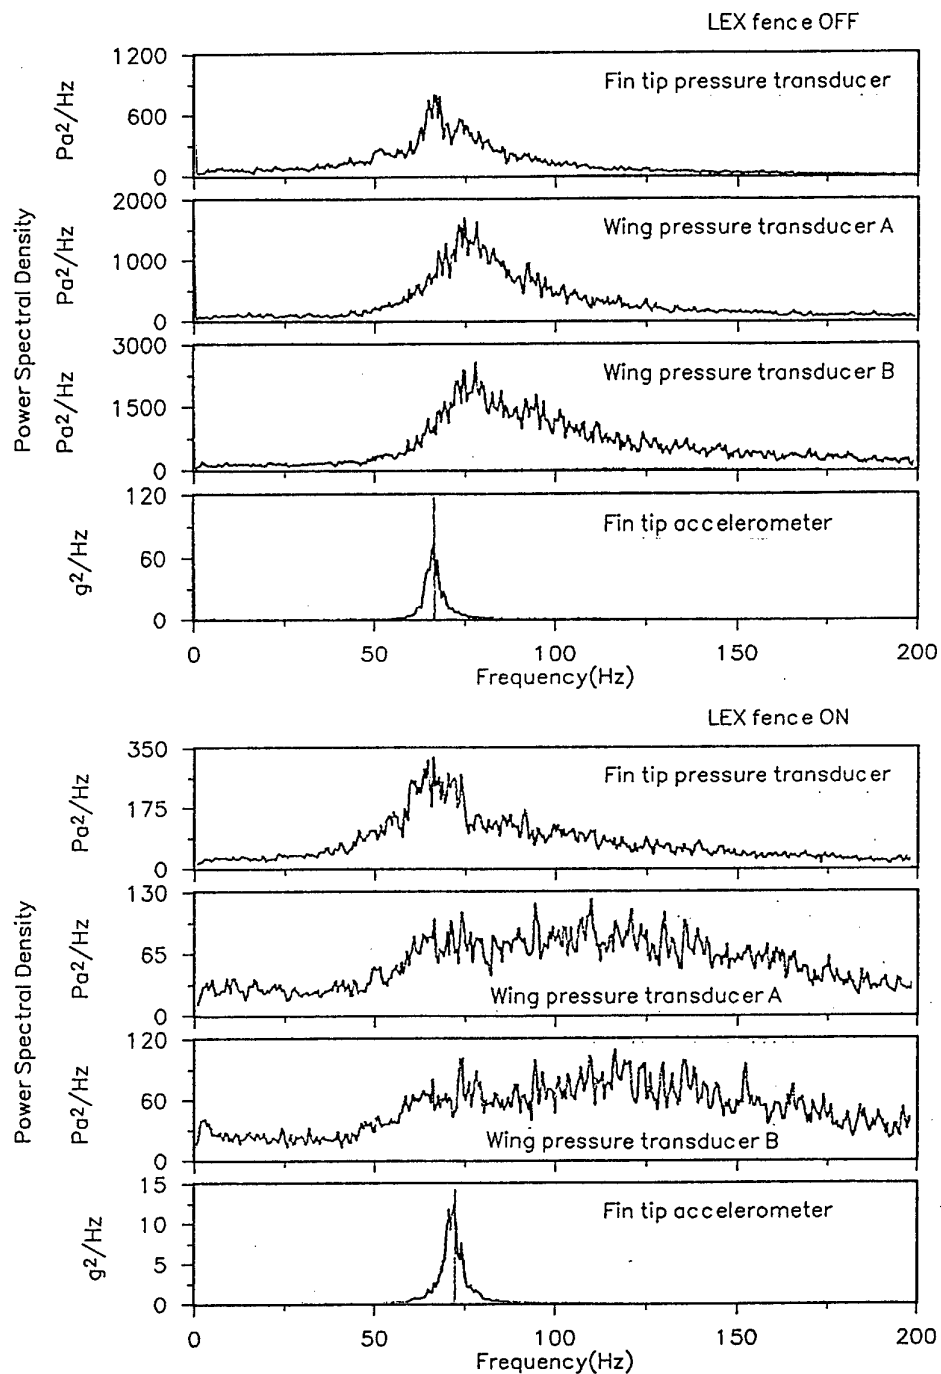 LEX fence OFF
Fin tip pressure transducer
1200
600
0
Pa2/Hz
Wing pressure transducer A
2000
1000
0
Pa2/Hz
Power Spectral Density
Wing pressure transducer B
3000
1500
0
Pa2/Hz
Fin tip accelerometer
120
60
0
g2/Hz
0 50 100 150 200
Frequency(Hz)
LEX fence ON
Fin tip pressure transducer
350
175
0
Pa2/Hz
130
65
0
Pa2/Hz
Wing pressure transducer A
Power Spectral Density
120
60
0
Pa2/Hz
Wing pressure transducer B
Fin tip accelerometer
15
10
5
0
g2/Hz
0 50 100 150 200
Frequency(Hz)